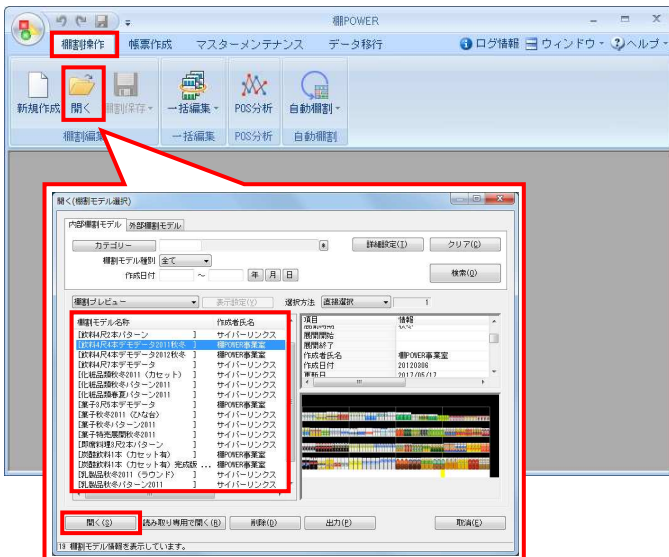 棚POWER
棚割操作 帳票作成 マスターメンテナンス データ移行 ログ情報 ウィンドウ ヘルプ
新規作成 開く 棚割保存 一括編集 POS分析 自動棚割
棚割編集 一括編集 POS分析 自動棚割
開く(棚割モデル選択)
内部棚割モデル 外部棚割モデル
カテゴリー * 詳細設定(I) クリア(C)
棚割モデル種別 全て
作成日付 ～ 年 月 日 検索(Q)
棚割プレビュー 表示設定(V) 選択方法 直接選択 1
棚割モデル名称 作成者氏名 項目 情報
[飲料4尺2本パターン ] サイバーリンクス
[飲料4尺4本デモデータ2011秋冬 ] 棚POWER事業室
[飲料4尺4本デモデータ2012秋冬 ] 棚POWER事業室
[飲料4尺7本デモデータ ] サイバーリンクス
[化粧品類秋冬2011（カセット） ] サイバーリンクス
[化粧品類秋冬パターン2011 ] サイバーリンクス
[化粧品類春夏パターン2011 ] サイバーリンクス
[菓子3尺5本デモデータ ] 棚POWER事業室
[菓子秋冬2011（ひな台） ] サイバーリンクス
[菓子秋冬パターン2011 ] サイバーリンクス
[菓子特売展開秋冬2011 ] 棚POWER事業室
[即席料理3尺2本パターン ] サイバーリンクス
[炭酸飲料1本（カセット有） ] 棚POWER事業室
[炭酸飲料1本（カセット有）完成版 ... 棚POWER事業室
[乳製品秋冬2011（ラウンド） ] サイバーリンクス
[乳製品秋冬パターン2011 ] サイバーリンクス
展開開始
展開終了
作成者氏名 棚POWER事業室
作成日付 20120306
更新日 2017/05/17
開く(S) 読み取り専用で開く(R) 削除(D) 出力(P) 取消(E)
19 棚割モデル情報を表示しています。